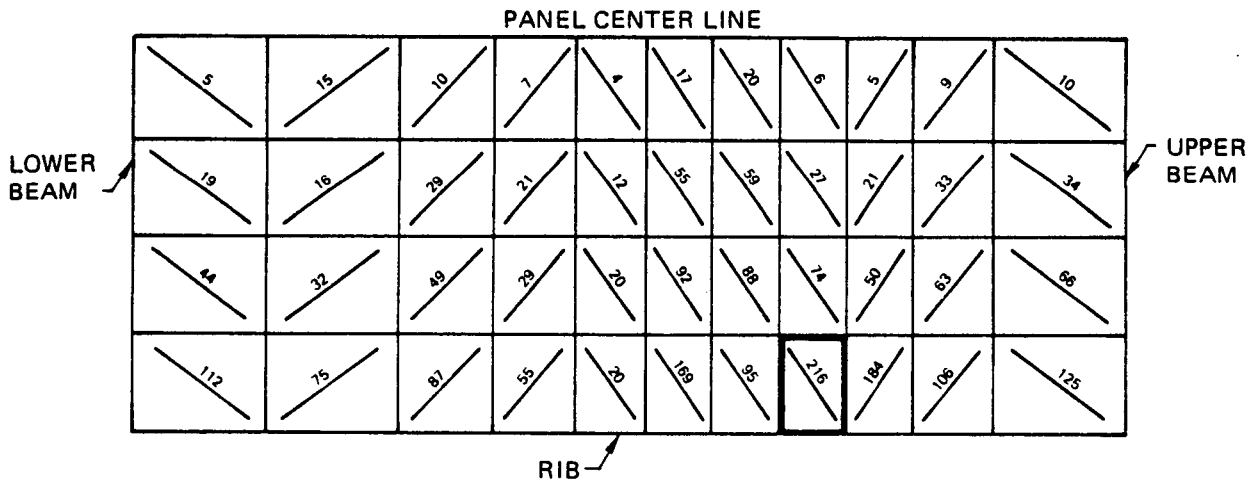 PANEL CENTER LINE
5 15 10 7 4 17 20 6 5 9 10
LOWER BEAM
UPPER BEAM
19 16 29 21 12 55 59 27 21 33 34
44 32 49 29 20 92 88 74 50 63 66
112 75 87 55 20 169 95 216 184 106 125
RIB